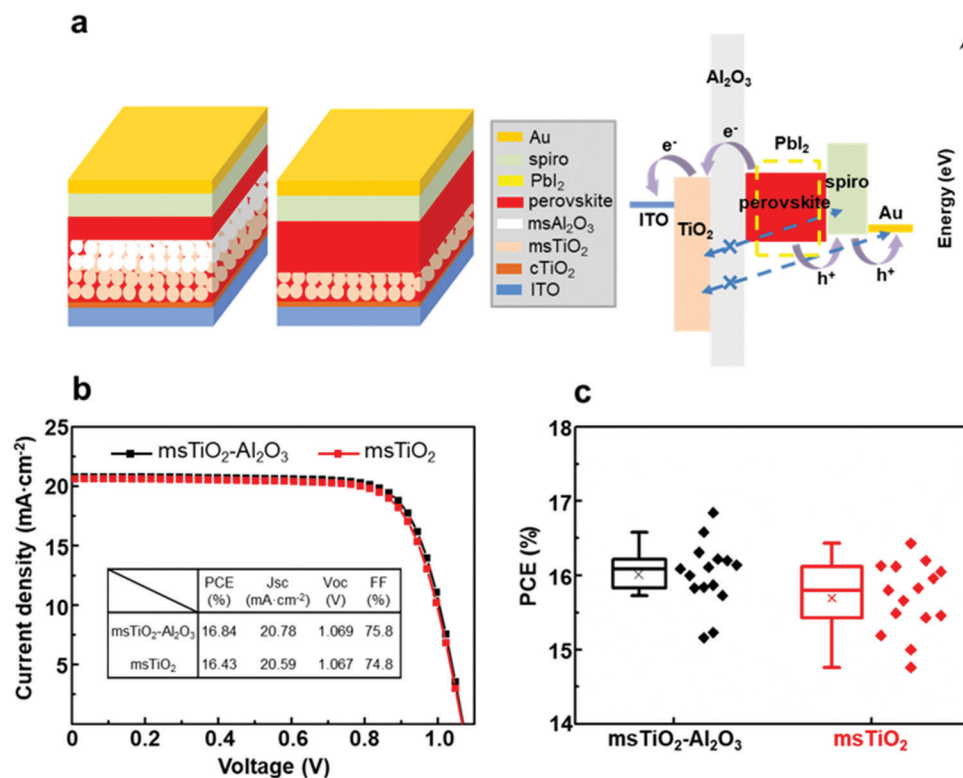 a
Au
spiro
PbI₂
perovskite
msAl₂O₃
msTiO₂
cTiO₂
ITO
Al₂O₃
e⁻
e⁻
PbI₂
spiro
perovskite
ITO
TiO₂
Au
h⁺
h⁺
Energy (eV)
b
msTiO₂-Al₂O₃
msTiO₂
Current density (mA·cm⁻²)
25
20
15
10
5
0
0.2
0.4
0.6
0.8
1.0
Voltage (V)
PCE (%) Jsc (mA·cm⁻²) Voc (V) FF (%)
msTiO₂-Al₂O₃ 16.84 20.78 1.069 75.8
msTiO₂ 16.43 20.59 1.067 74.8
c
PCE (%)
18
17
16
15
14
msTiO₂-Al₂O₃
msTiO₂